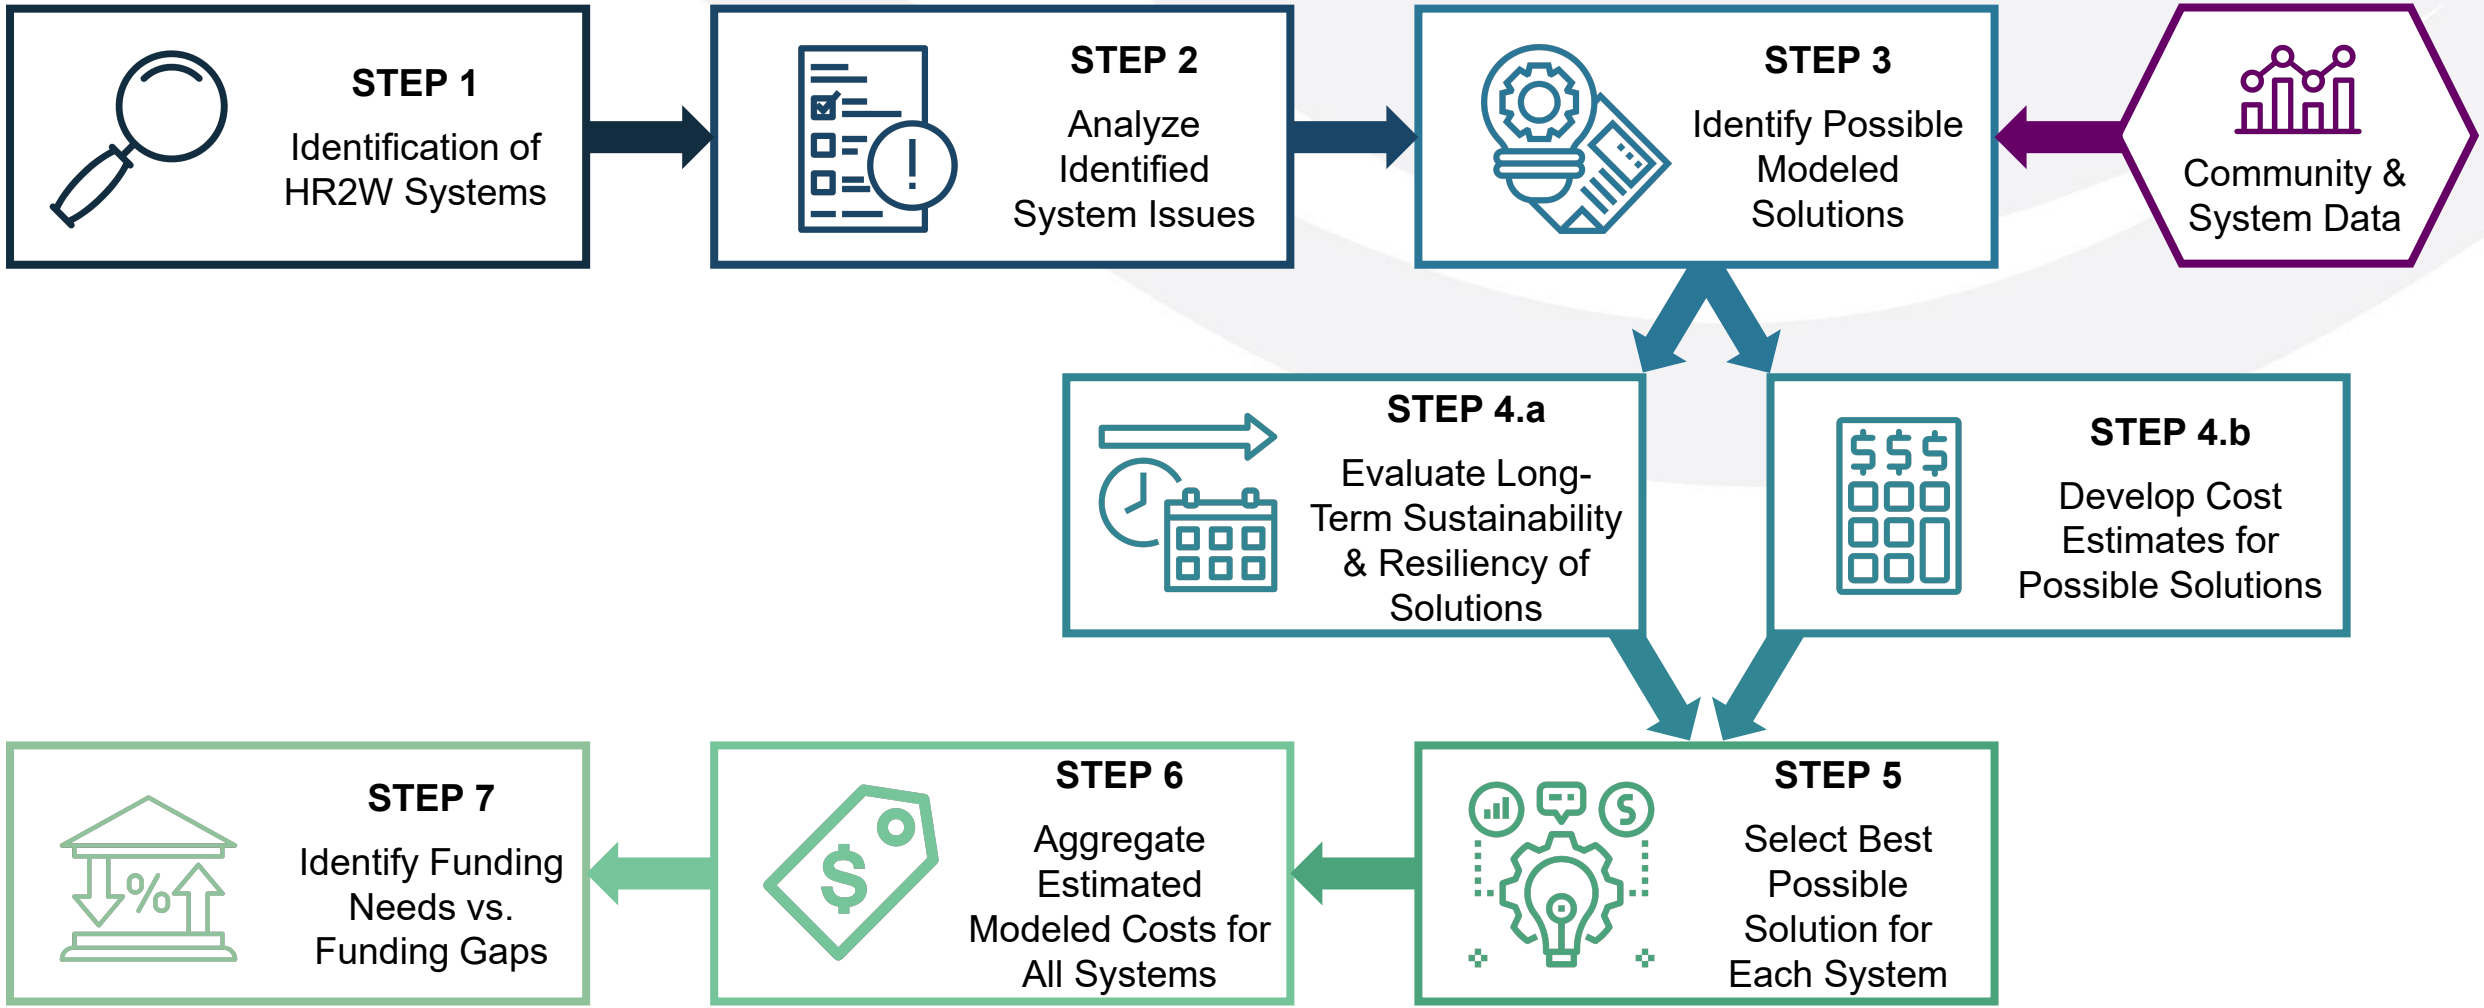 STEP 1
Identification of
HR2W Systems
STEP 2
Analyze
Identified
System Issues
STEP 3
Identify Possible
Modeled
Solutions
Community &
System Data
STEP 4.a
Evaluate Long-
Term Sustainability
& Resiliency of
Solutions
$$$
STEP 4.b
Develop Cost
Estimates for
Possible Solutions
STEP 5
Select Best
Possible
Solution for
Each System
$
STEP 6
Aggregate
Estimated
Modeled Costs for
All Systems
$
STEP 7
Identify Funding
Needs vs.
Funding Gaps
%